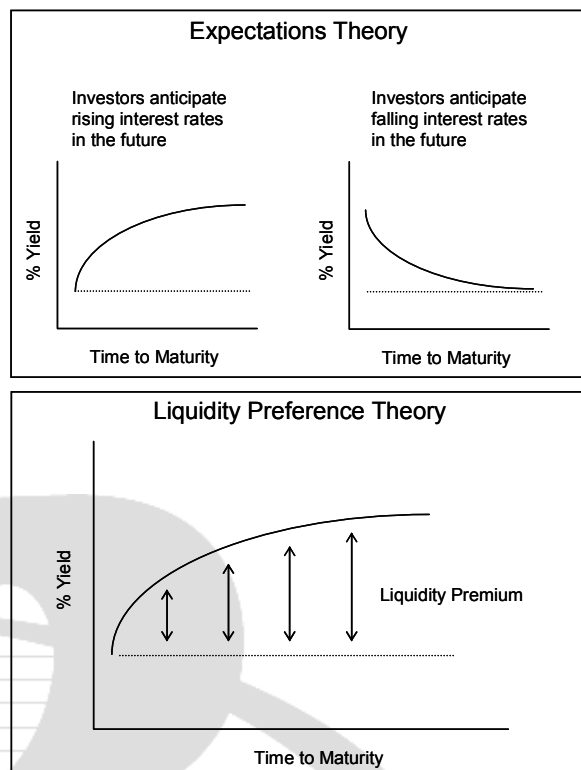 Expectations Theory
Investors anticipate
rising interest rates
in the future
% Yield
Time to Maturity
Investors anticipate
falling interest rates
in the future
% Yield
Time to Maturity
Liquidity Preference Theory
% Yield
Liquidity Premium
Time to Maturity